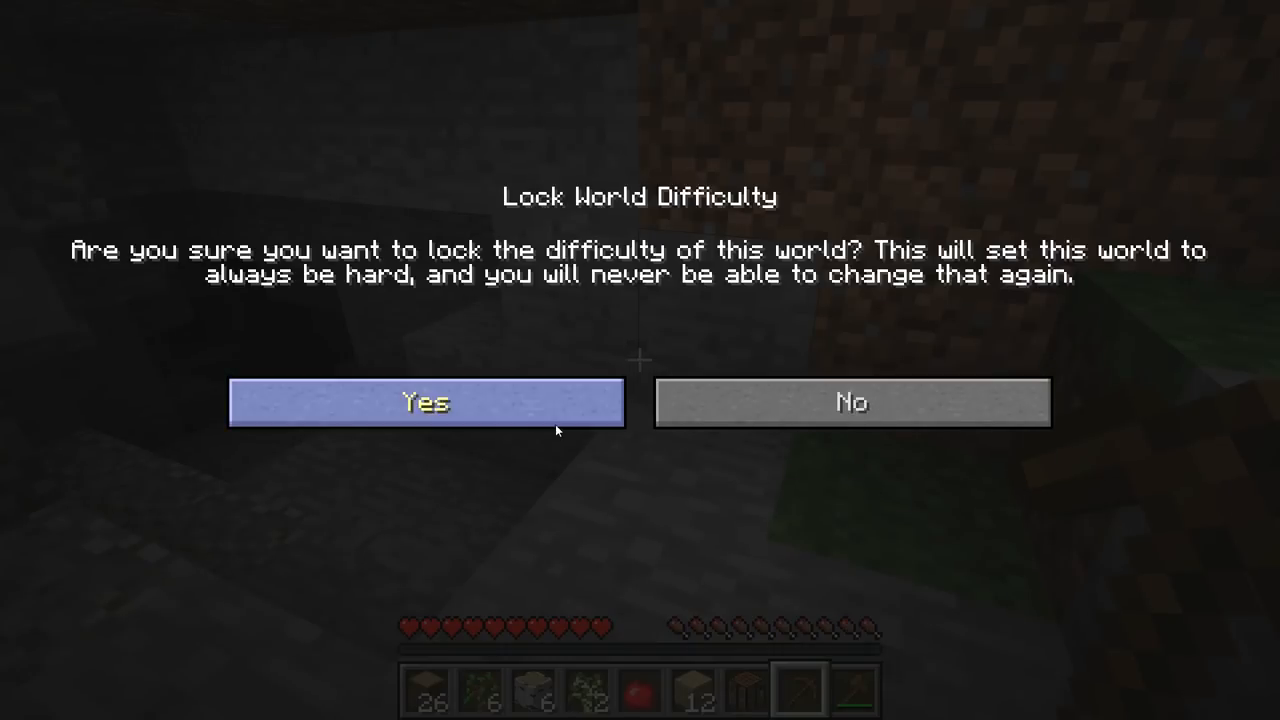 Lock World Difficulty
Are you sure you want to lock the difficulty of this world? This will set this world to
always be hard, and you will never be able to change that again.
Yes No
26 6 6 2 12